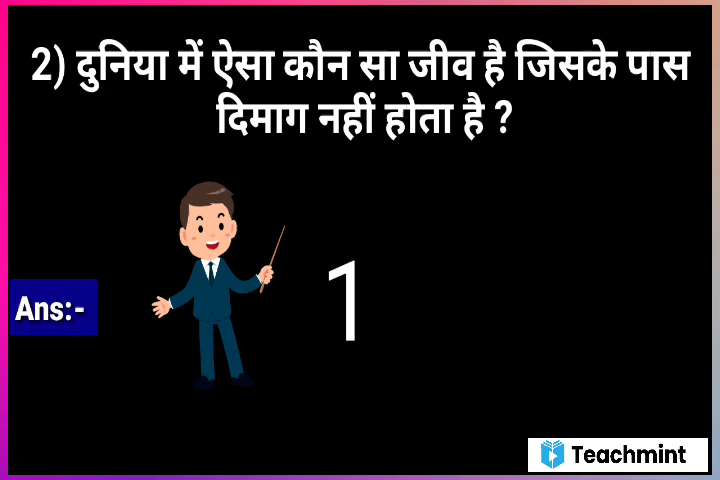 2) दुनिया में ऐसा कौन सा जीव है जिसके पास
दिमाग नहीं होता है ?
Ans:-
1
Teachmint